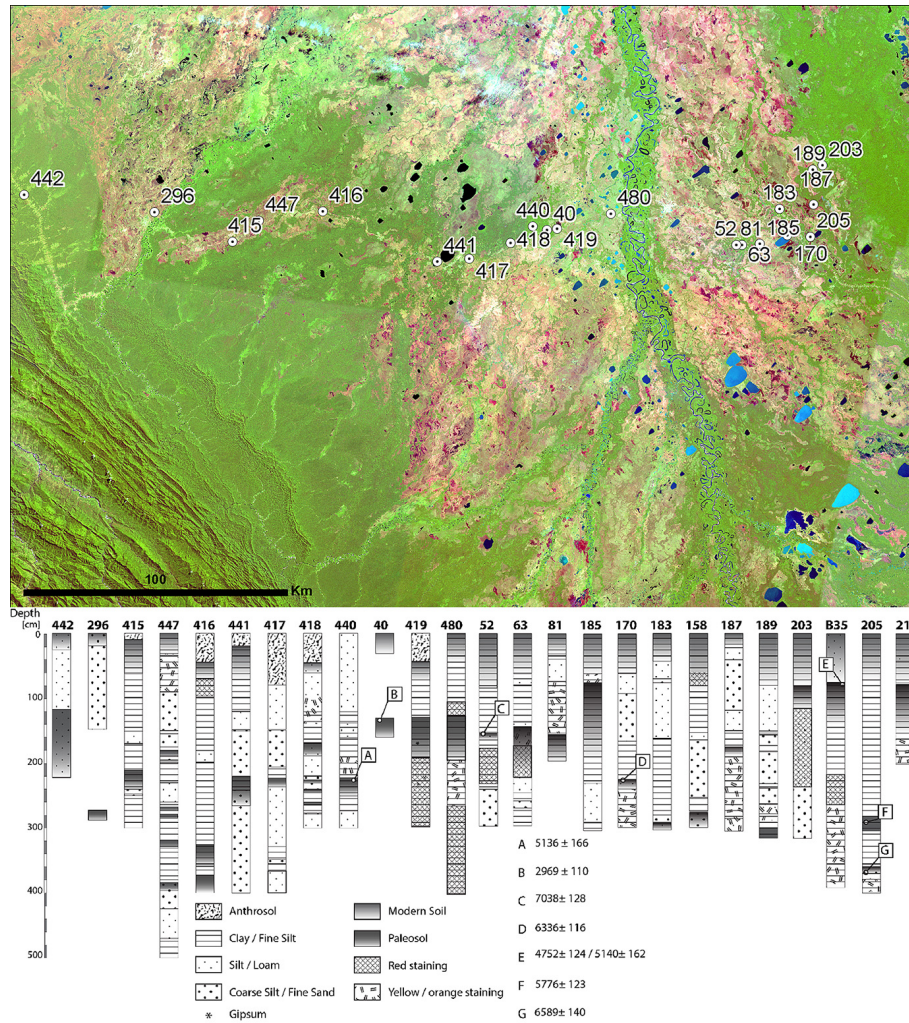 203
189
187
442
296
447
416
415
183
480
440
40
205
52
81
185
418
419
441
417
63
170
100
Km
Depth
[cm]
442 296 415 447 416 441 417 418 440 40 419 480 52 63 81 185 170 183 158 187 189 203 B35 205 21
0
100
200
300
400
500
E
B
C
A
D
F
G
A 5136 ± 166
B 2969 ± 110
C 7038 ± 128
D 6336 ± 116
E 4752 ± 124 / 5140 ± 162
F 5776 ± 123
G 6589 ± 140
Anthrosol
Clay / Fine Silt
Silt / Loam
Coarse Silt / Fine Sand
* Gipsum
Modern Soil
Paleosol
Red staining
Yellow / orange staining